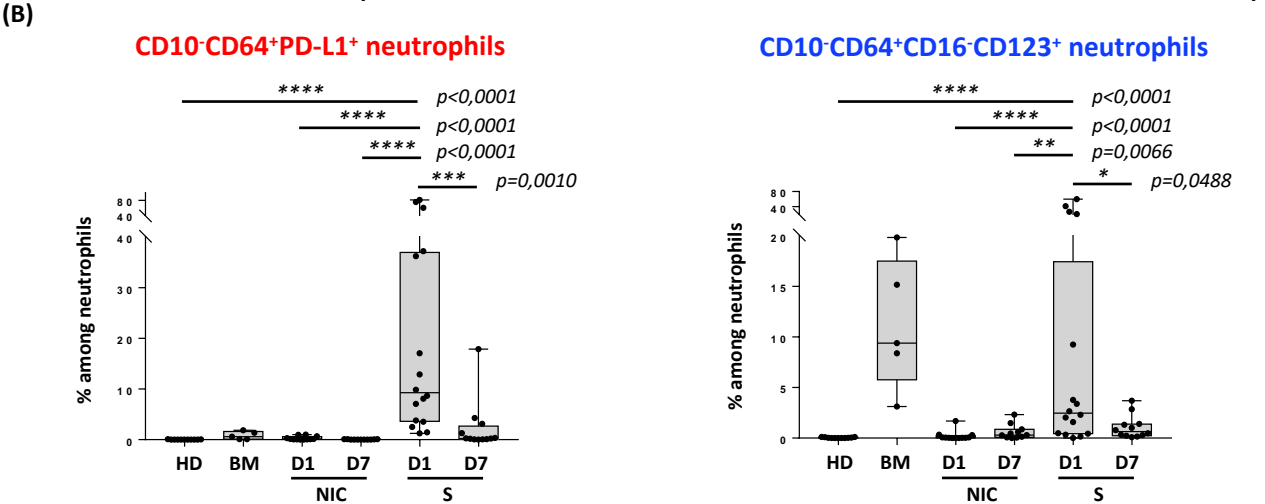 (B)
CD10-CD64+PD-L1+ neutrophils
**** p<0,0001
**** p<0,0001
**** p<0,0001
*** p=0,0010
% among neutrophils
80
40
40
30
20
10
0
HD BM D1 D7 D1 D7
NIC S
CD10-CD64+CD16-CD123+ neutrophils
**** p<0,0001
**** p<0,0001
** p=0,0066
* p=0,0488
% among neutrophils
80
40
20
15
10
5
0
HD BM D1 D7 D1 D7
NIC S